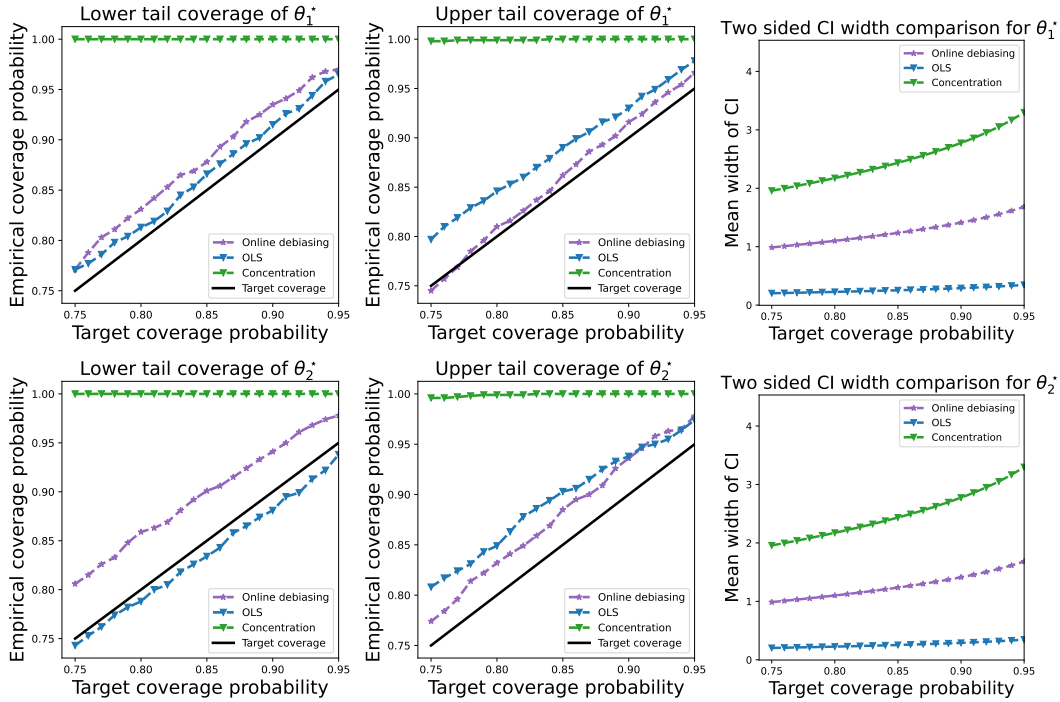 Lower tail coverage of θ₁⋆
Empirical coverage probability
1.00
0.95
0.90
0.85
0.80
0.75
Online debiasing
OLS
Concentration
Target coverage
0.75 0.80 0.85 0.90 0.95
Target coverage probability
Upper tail coverage of θ₁⋆
Empirical coverage probability
1.00
0.95
0.90
0.85
0.80
0.75
Online debiasing
OLS
Concentration
Target coverage
0.75 0.80 0.85 0.90 0.95
Target coverage probability
Two sided CI width comparison for θ₁⋆
Mean width of CI
4
3
2
1
0
Online debiasing
OLS
Concentration
0.75 0.80 0.85 0.90 0.95
Target coverage probability
Lower tail coverage of θ₂⋆
Empirical coverage probability
1.00
0.95
0.90
0.85
0.80
0.75
Online debiasing
OLS
Concentration
Target coverage
0.75 0.80 0.85 0.90 0.95
Target coverage probability
Upper tail coverage of θ₂⋆
Empirical coverage probability
1.00
0.95
0.90
0.85
0.80
0.75
Online debiasing
OLS
Concentration
Target coverage
0.75 0.80 0.85 0.90 0.95
Target coverage probability
Two sided CI width comparison for θ₂⋆
Mean width of CI
4
3
2
1
0
Online debiasing
OLS
Concentration
0.75 0.80 0.85 0.90 0.95
Target coverage probability